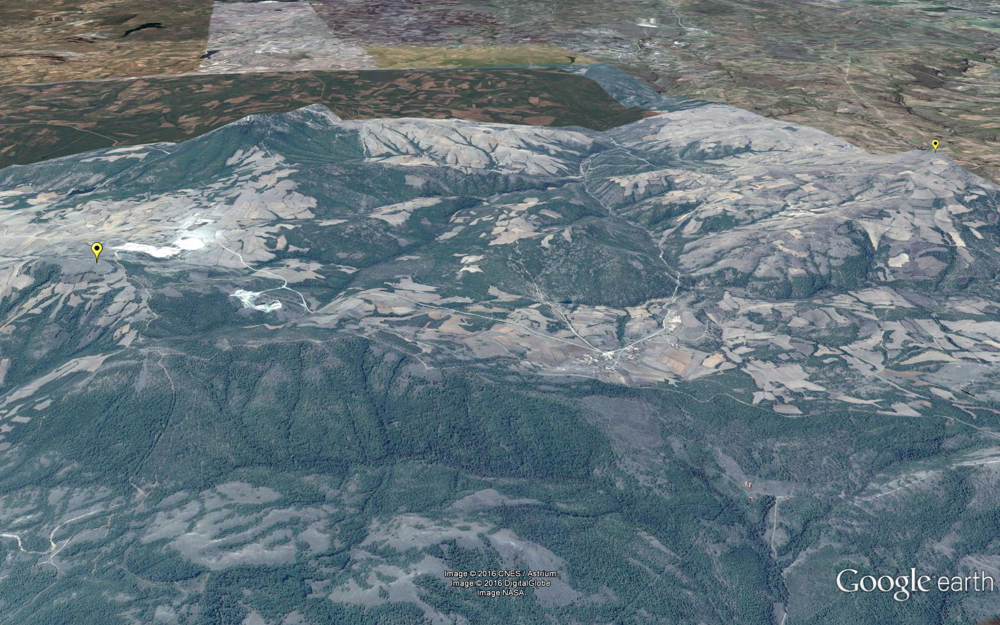 Image © 2016 CNES / Astrium
Image © 2016 DigitalGlobe
Image NASA
Google earth